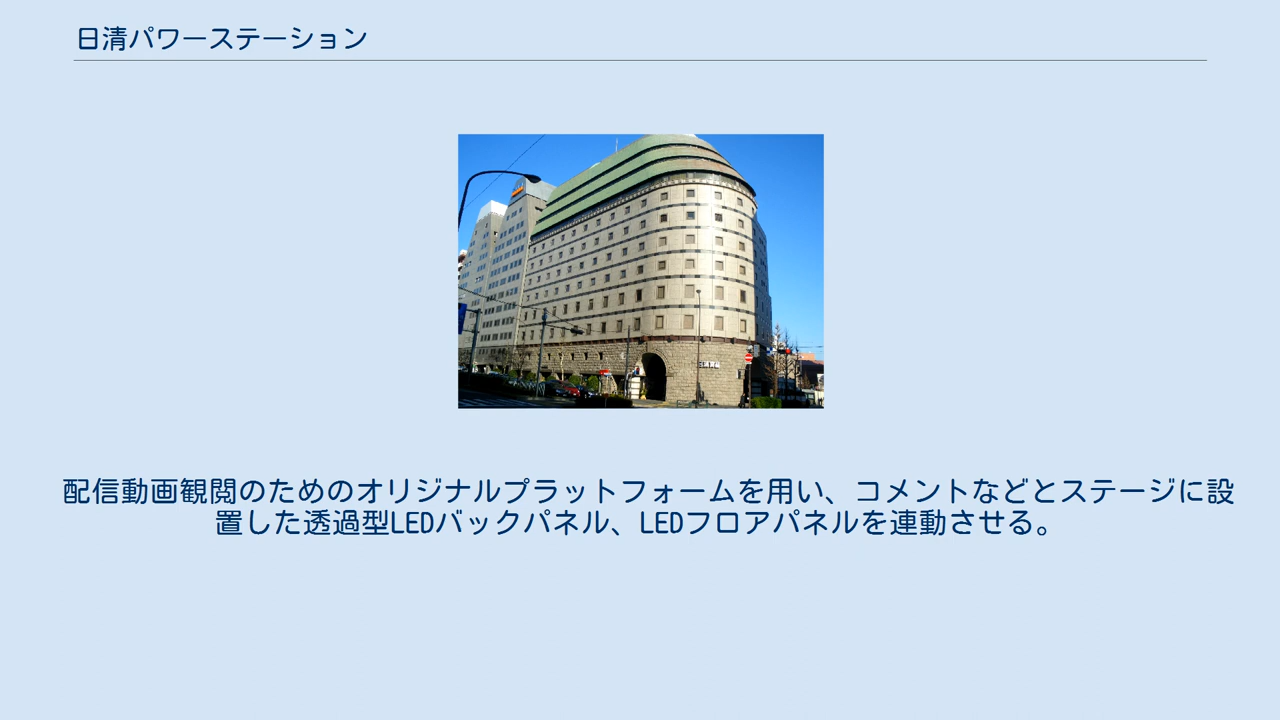 日清パワーステーション
配信動画観閲のためのオリジナルプラットフォームを用い、コメントなどとステージに設
置した透過型LEDバックパネル、LEDフロアパネルを連動させる。